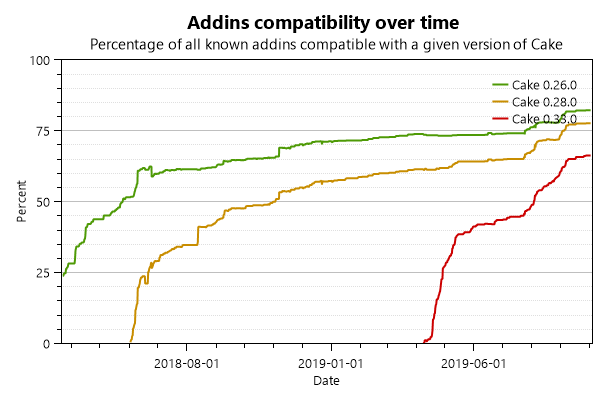 Addins compatibility over time
Percentage of all known addins compatible with a given version of Cake
100
Cake 0.26.0
Cake 0.28.0
Cake 0.33.0
75
Percent
50
25
0
2018-08-01
2019-01-01
2019-06-01
Date